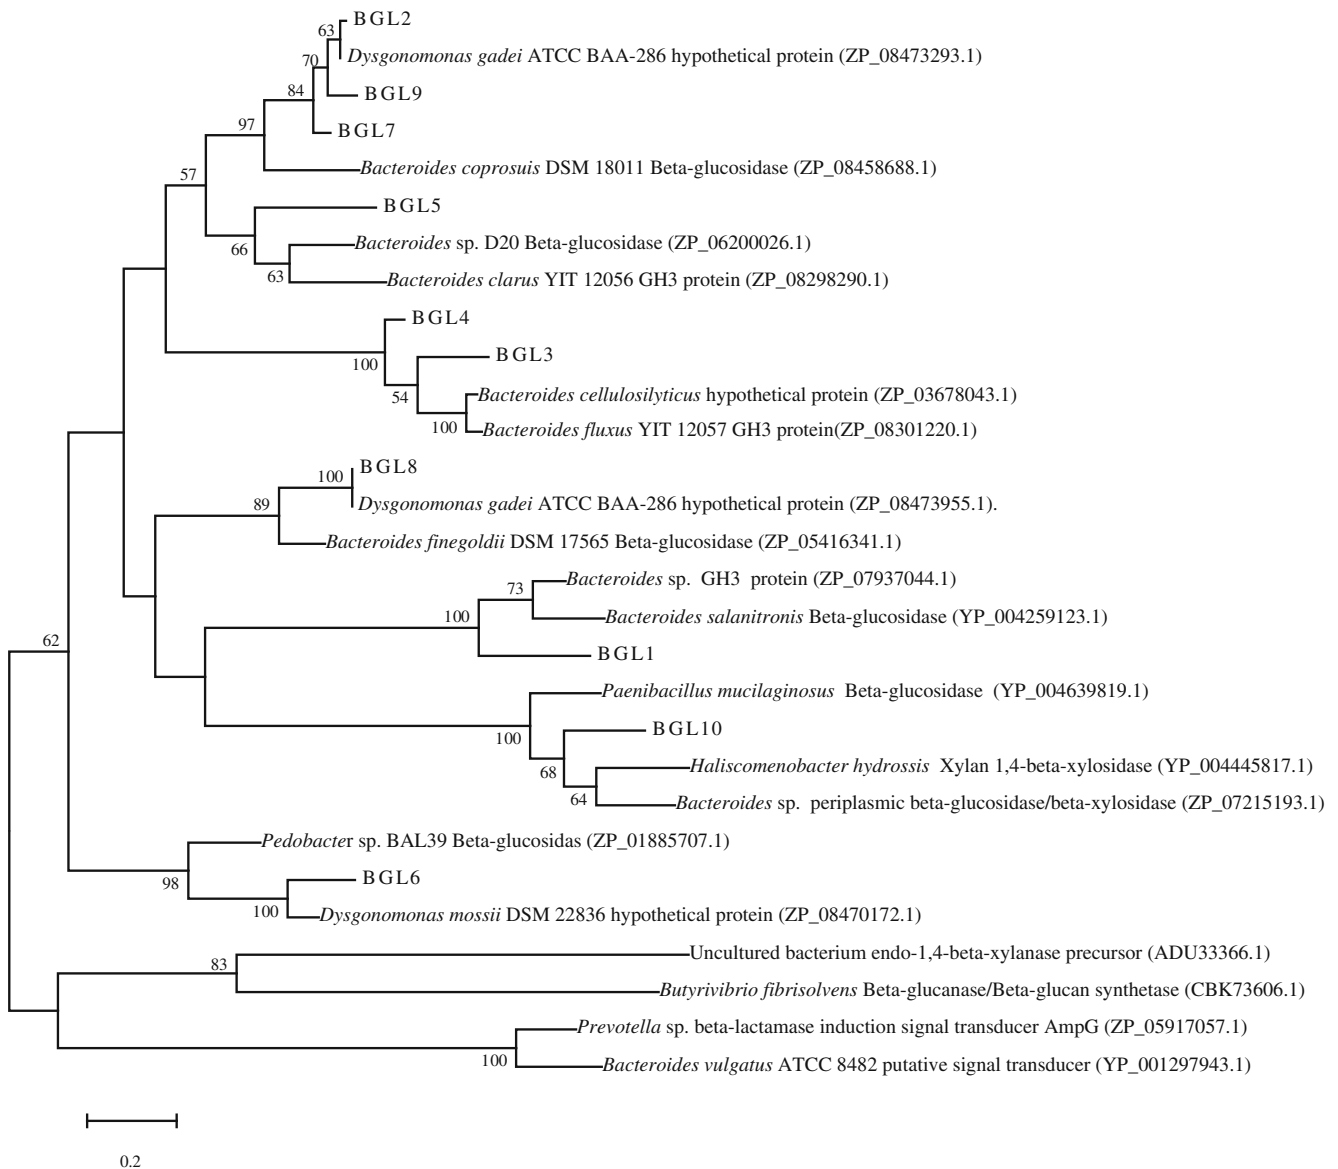 BGL2
63
Dysgonomonas gadei ATCC BAA-286 hypothetical protein (ZP_08473293.1)
70
BGL9
84
BGL7
97
Bacteroides coprosuis DSM 18011 Beta-glucosidase (ZP_08458688.1)
57
BGL5
66
Bacteroides sp. D20 Beta-glucosidase (ZP_06200026.1)
63
Bacteroides clarus YIT 12056 GH3 protein (ZP_08298290.1)
BGL4
100
BGL3
54
Bacteroides cellulosilyticus hypothetical protein (ZP_03678043.1)
100
Bacteroides fluxus YIT 12057 GH3 protein(ZP_08301220.1)
BGL8
100
89
Dysgonomonas gadei ATCC BAA-286 hypothetical protein (ZP_08473955.1).
Bacteroides finegoldii DSM 17565 Beta-glucosidase (ZP_05416341.1)
Bacteroides sp. GH3 protein (ZP_07937044.1)
73
100
Bacteroides salanitronis Beta-glucosidase (YP_004259123.1)
62
BGL1
Paenibacillus mucilaginosus Beta-glucosidase (YP_004639819.1)
100
BGL10
68
Haliscomenobacter hydrossis Xylan 1,4-beta-xylosidase (YP_004445817.1)
64
Bacteroides sp. periplasmic beta-glucosidase/beta-xylosidase (ZP_07215193.1)
Pedobacter sp. BAL39 Beta-glucosidas (ZP_01885707.1)
98
BGL6
100
Dysgonomonas mossii DSM 22836 hypothetical protein (ZP_08470172.1)
Uncultured bacterium endo-1,4-beta-xylanase precursor (ADU33366.1)
83
Butyrivibrio fibrisolvens Beta-glucanase/Beta-glucan synthetase (CBK73606.1)
Prevotella sp. beta-lactamase induction signal transducer AmpG (ZP_05917057.1)
100
Bacteroides vulgatus ATCC 8482 putative signal transducer (YP_001297943.1)
0.2